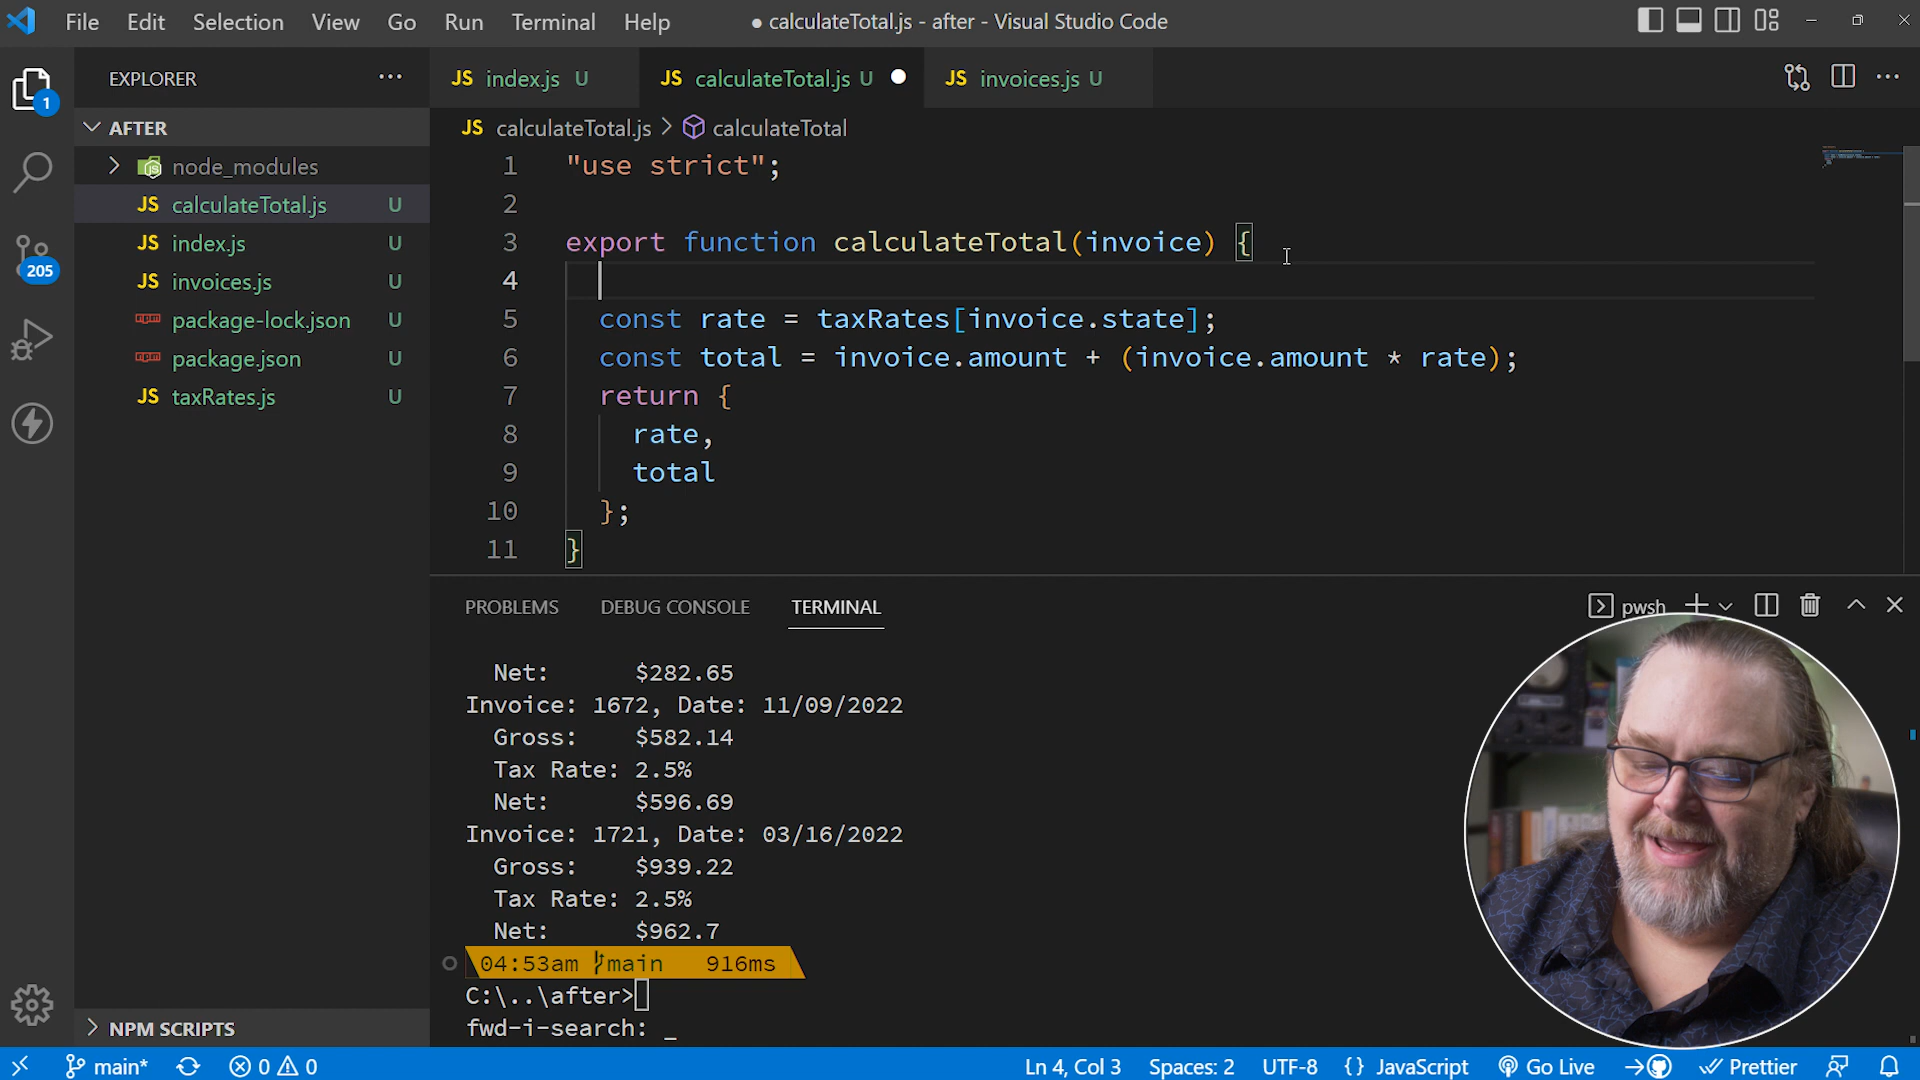 File Edit Selection View Go Run Terminal Help
● calculateTotal.js - after - Visual Studio Code
EXPLORER
1
205
AFTER
node_modules
JS calculateTotal.js U
JS index.js U
JS invoices.js U
package-lock.json U
package.json U
JS taxRates.js U
NPM SCRIPTS
JS index.js U
JS calculateTotal.js U
JS invoices.js U
JS calculateTotal.js > calculateTotal
1 "use strict";
2
3 export function calculateTotal(invoice) {
4
5 const rate = taxRates[invoice.state];
6 const total = invoice.amount + (invoice.amount * rate);
7 return {
8 rate,
9 total
10 };
11 }
PROBLEMS DEBUG CONSOLE TERMINAL
pwsh
Net: $282.65
Invoice: 1672, Date: 11/09/2022
Gross: $582.14
Tax Rate: 2.5%
Net: $596.69
Invoice: 1721, Date: 03/16/2022
Gross: $939.22
Tax Rate: 2.5%
Net: $962.7
04:53am main 916ms
C:\..\after>
fwd-i-search: _
main* 0 0 Ln 4, Col 3 Spaces: 2 UTF-8 {} JavaScript Go Live Prettier